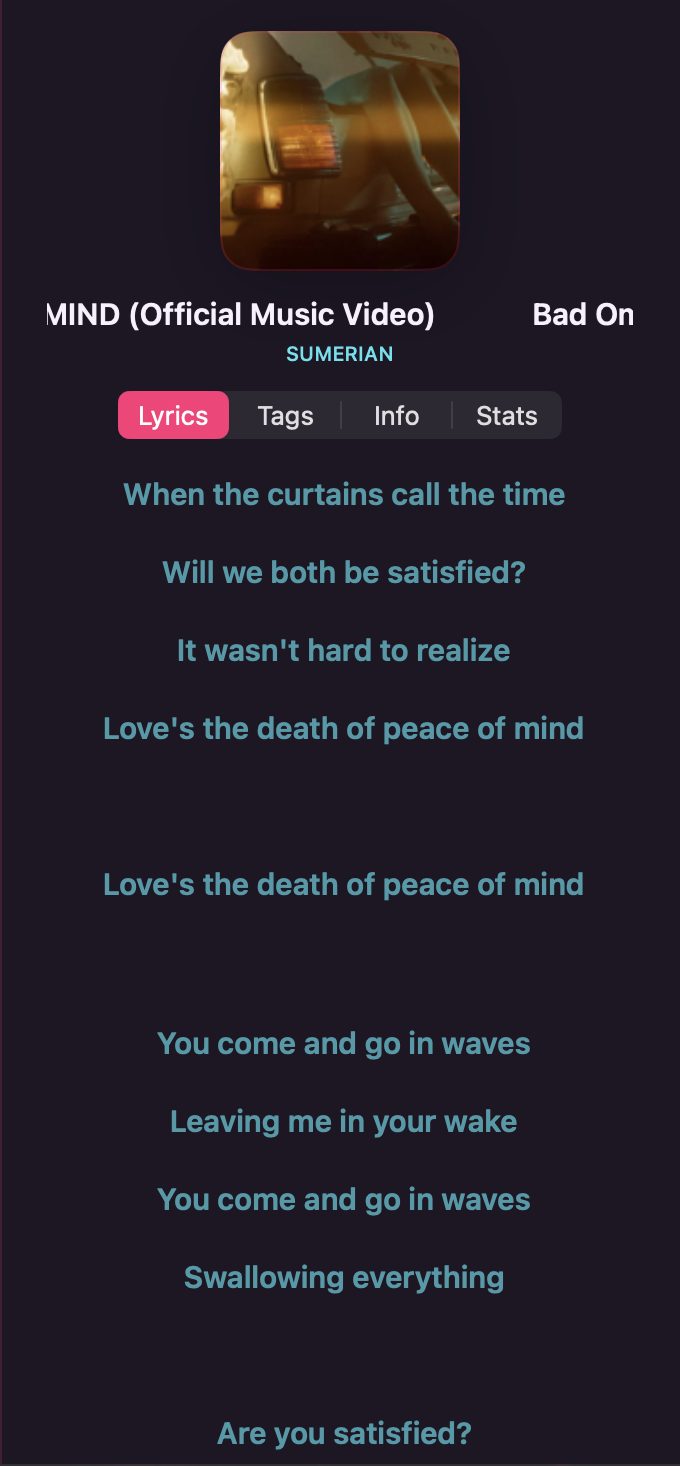 MIND (Official Music Video) Bad On
SUMERIAN
Lyrics Tags Info Stats
When the curtains call the time
Will we both be satisfied?
It wasn't hard to realize
Love's the death of peace of mind
Love's the death of peace of mind
You come and go in waves
Leaving me in your wake
You come and go in waves
Swallowing everything
Are you satisfied?